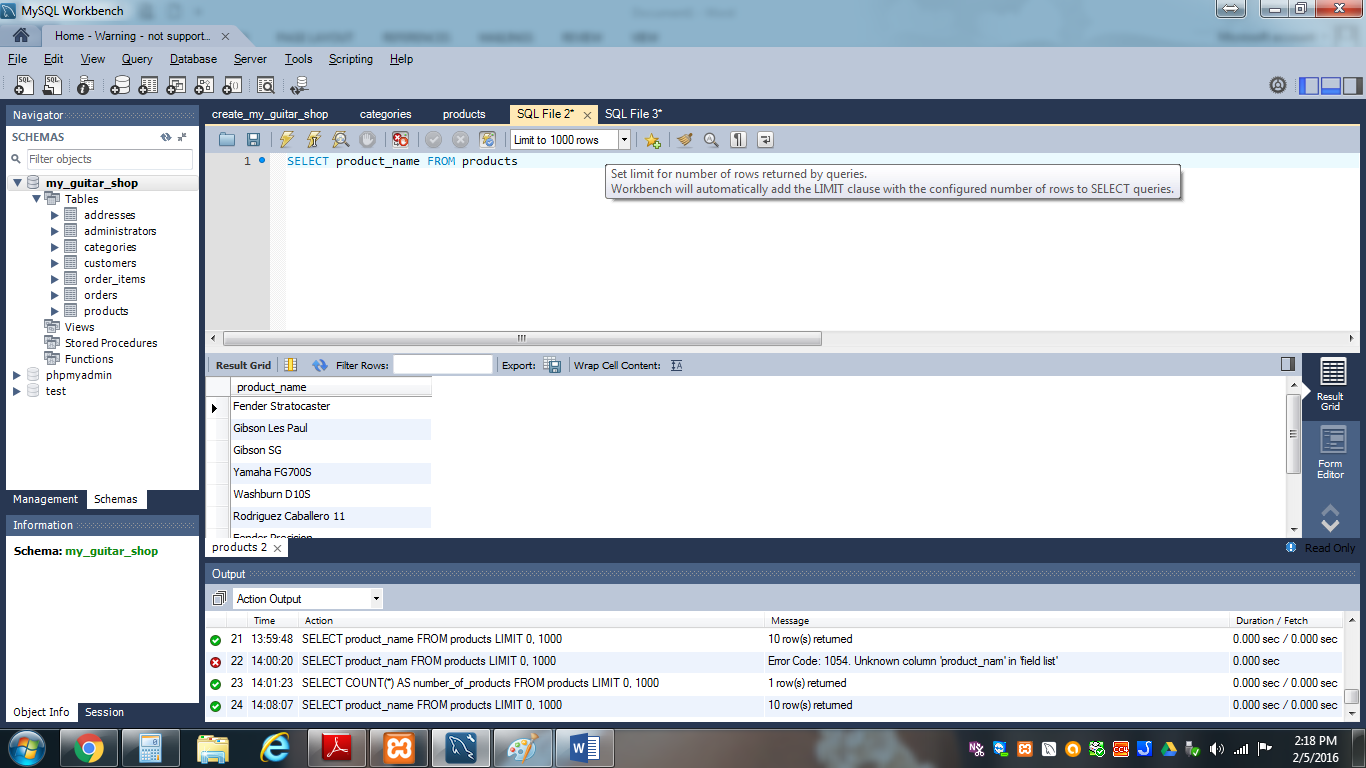 MySQL Workbench
Home - Warning - not support...
File Edit View Query Database Server Tools Scripting Help
Navigator
SCHEMAS
Filter objects
my_guitar_shop
Tables
addresses
administrators
categories
customers
order_items
orders
products
Views
Stored Procedures
Functions
phpmyadmin
test
Management Schemas
Information
Schema: my_guitar_shop
Object Info Session
create_my_guitar_shop categories products SQL File 2* SQL File 3*
Limit to 1000 rows
1 SELECT product_name FROM products
Set limit for number of rows returned by queries.
Workbench will automatically add the LIMIT clause with the configured number of rows to SELECT queries.
Result Grid Filter Rows: Export: Wrap Cell Content:
product_name
Fender Stratocaster
Gibson Les Paul
Gibson SG
Yamaha FG700S
Washburn D10S
Rodriguez Caballero 11
Fender Precision
Result
Grid
Form
Editor
products 2
Read Only
Output
Action Output
Time Action Message Duration / Fetch
21 13:59:48 SELECT product_name FROM products LIMIT 0, 1000 10 row(s) returned 0.000 sec / 0.000 sec
22 14:00:20 SELECT product_nam FROM products LIMIT 0, 1000 Error Code: 1054. Unknown column 'product_nam' in 'field list' 0.000 sec
23 14:01:23 SELECT COUNT(*) AS number_of_products FROM products LIMIT 0, 1000 1 row(s) returned 0.000 sec / 0.000 sec
24 14:08:07 SELECT product_name FROM products LIMIT 0, 1000 10 row(s) returned 0.000 sec / 0.000 sec
2:18 PM
2/5/2016